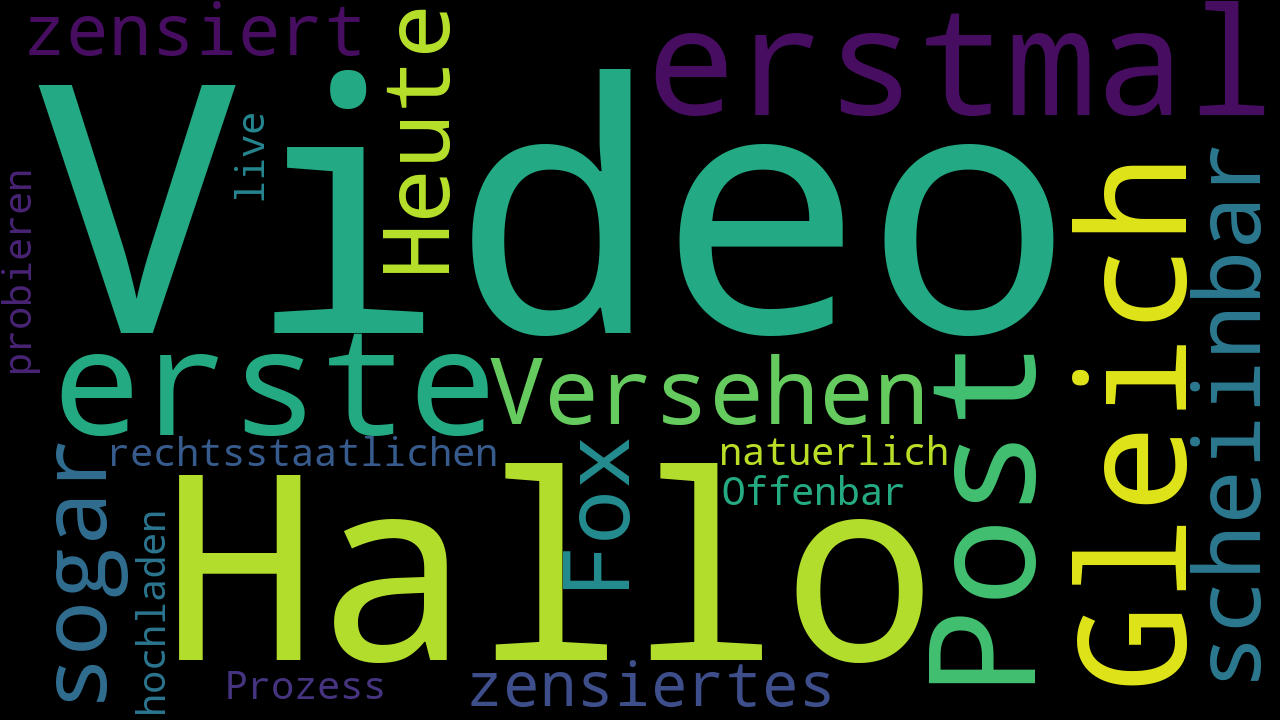 zensiert
Heute
erstmal
Video
live
probieren
Gleich
scheinbar
erste
Versehen
Post
rechtsstaatlichen
Fox
natuerlich
Offenbar
sogar
Hallo
hochladen
Prozess
zensiertes